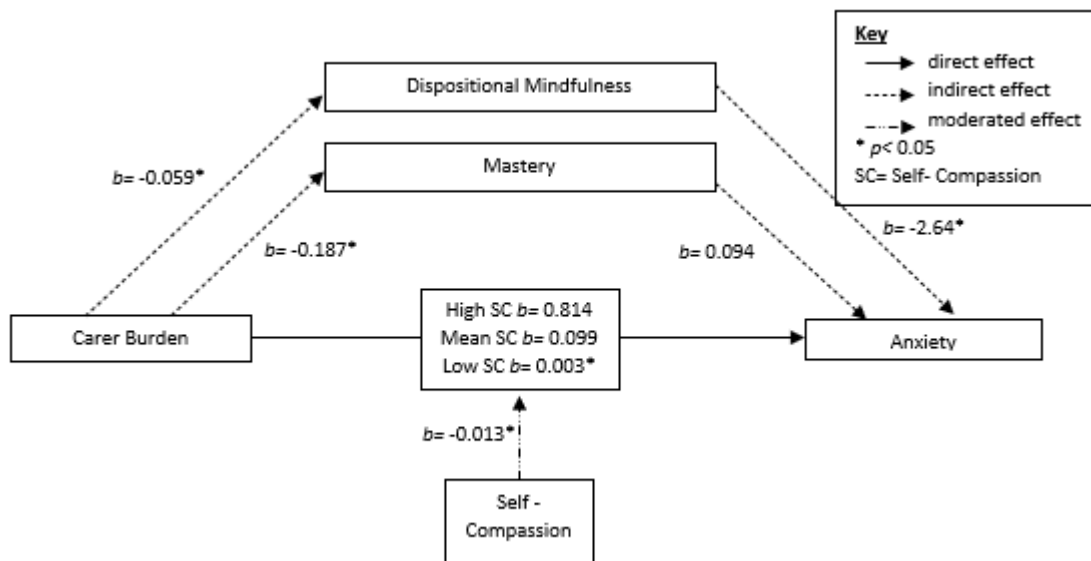 Key
direct effect
indirect effect
moderated effect
* p< 0.05
SC= Self- Compassion
Dispositional Mindfulness
Mastery
b= -0.059*
b= -0.187*
b= 0.094
b= -2.64*
Carer Burden
High SC b= 0.814
Mean SC b= 0.099
Low SC b= 0.003*
Anxiety
b= -0.013*
Self -
Compassion